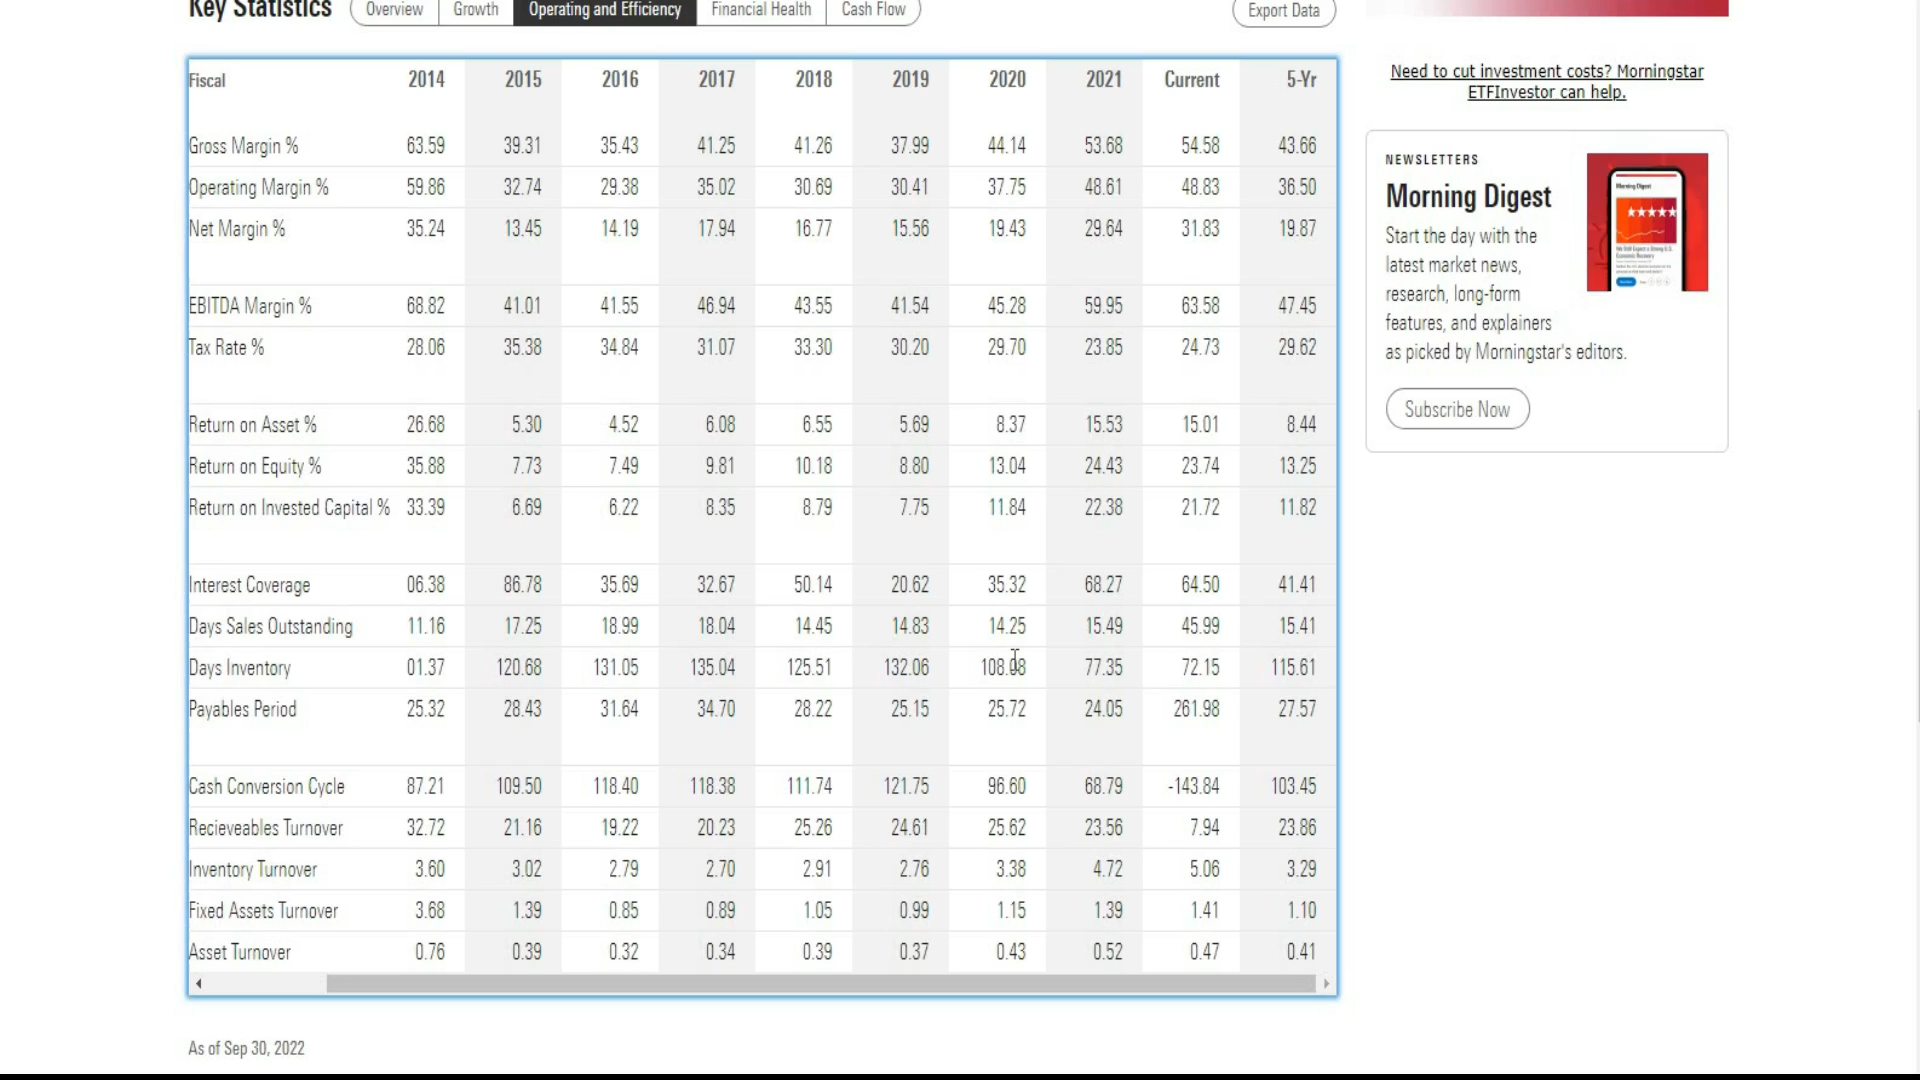 Key Statistics Overview Growth Operating and Efficiency Financial Health Cash Flow Export Data
Fiscal 2014 2015 2016 2017 2018 2019 2020 2021 Current 5-Yr
Gross Margin % 63.59 39.31 35.43 41.25 41.26 37.99 44.14 53.68 54.58 43.66
Operating Margin % 59.86 32.74 29.38 35.02 30.69 30.41 37.75 48.61 48.83 36.50
Net Margin % 35.24 13.45 14.19 17.94 16.77 15.56 19.43 29.64 31.83 19.87
EBITDA Margin % 68.82 41.01 41.55 46.94 43.55 41.54 45.28 59.95 63.58 47.45
Tax Rate % 28.06 35.38 34.84 31.07 33.30 30.20 29.70 23.85 24.73 29.62
Return on Asset % 26.68 5.30 4.52 6.08 6.55 5.69 8.37 15.53 15.01 8.44
Return on Equity % 35.88 7.73 7.49 9.81 10.18 8.80 13.04 24.43 23.74 13.25
Return on Invested Capital % 33.39 6.69 6.22 8.35 8.79 7.75 11.84 22.38 21.72 11.82
Interest Coverage 06.38 86.78 35.69 32.67 50.14 20.62 35.32 68.27 64.50 41.41
Days Sales Outstanding 11.16 17.25 18.99 18.04 14.45 14.83 14.25 15.49 45.99 15.41
Days Inventory 01.37 120.68 131.05 135.04 125.51 132.06 108.08 77.35 72.15 115.61
Payables Period 25.32 28.43 31.64 34.70 28.22 25.15 25.72 24.05 261.98 27.57
Cash Conversion Cycle 87.21 109.50 118.40 118.38 111.74 121.75 96.60 68.79 -143.84 103.45
Recieveables Turnover 32.72 21.16 19.22 20.23 25.26 24.61 25.62 23.56 7.94 23.86
Inventory Turnover 3.60 3.02 2.79 2.70 2.91 2.76 3.38 4.72 5.06 3.29
Fixed Assets Turnover 3.68 1.39 0.85 0.89 1.05 0.99 1.15 1.39 1.41 1.10
Asset Turnover 0.76 0.39 0.32 0.34 0.39 0.37 0.43 0.52 0.47 0.41
As of Sep 30, 2022
Need to cut investment costs? Morningstar
ETFInvestor can help.
NEWSLETTERS
Morning Digest
Start the day with the
latest market news,
research, long-form
features, and explainers
as picked by Morningstar's editors.
Subscribe Now
Morning Digest